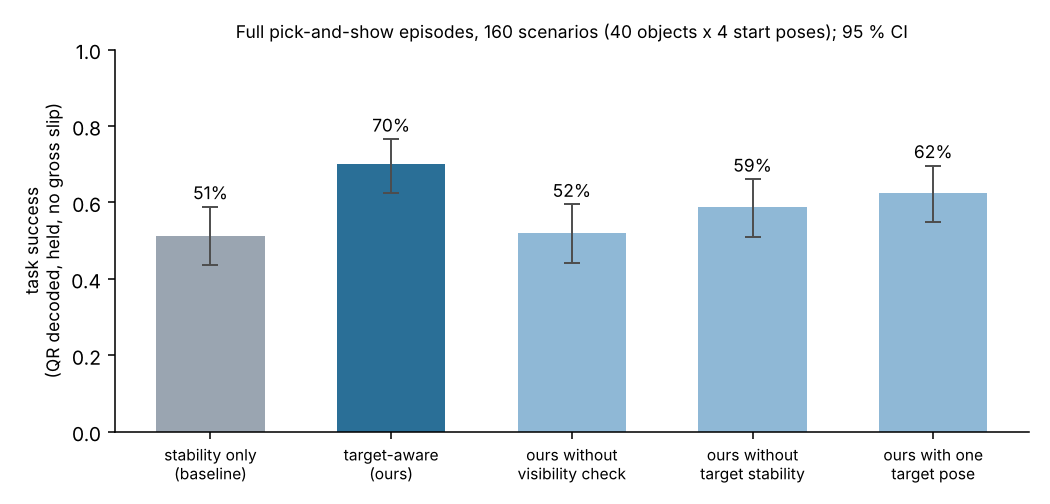 Full pick-and-show episodes, 160 scenarios (40 objects x 4 start poses); 95 % CI
task success
(QR decoded, held, no gross slip)
1.0
0.8
0.6
0.4
0.2
0.0
51%
70%
52%
59%
62%
stability only
(baseline)
target-aware
(ours)
ours without
visibility check
ours without
target stability
ours with one
target pose